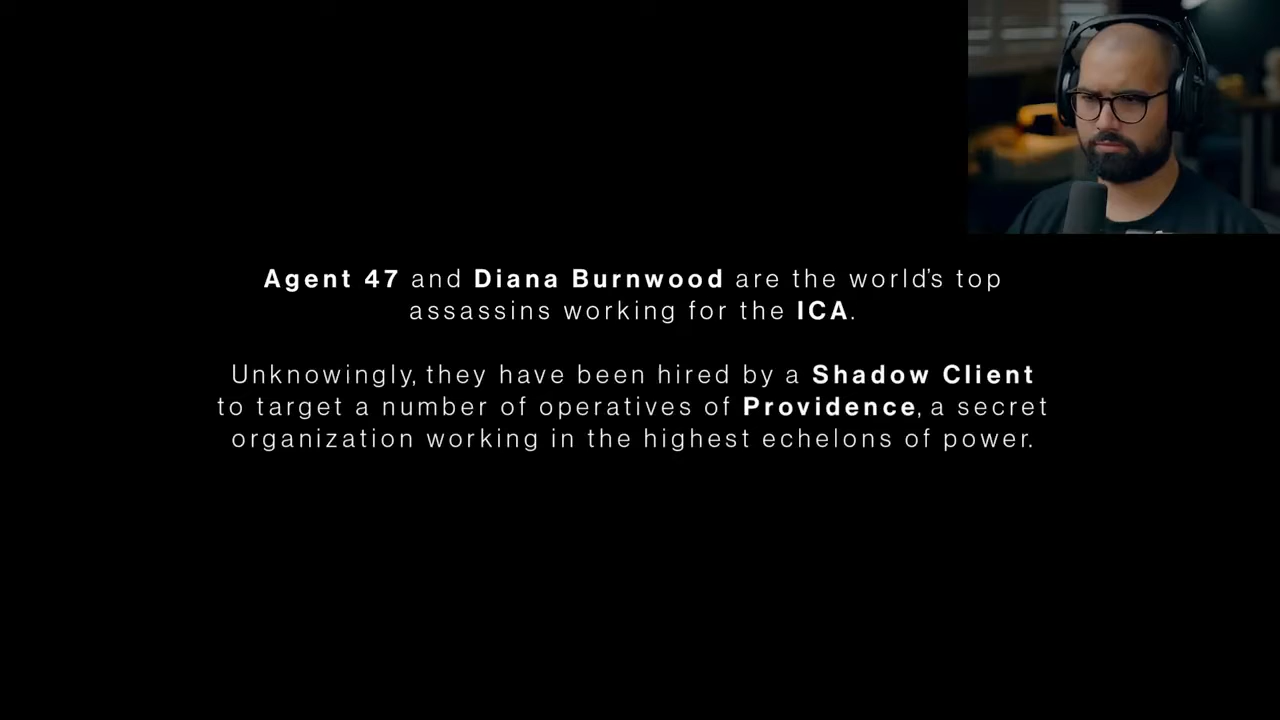 Agent 47 and Diana Burnwood are the world's top
assassins working for the ICA.
Unknowingly, they have been hired by a Shadow Client
to target a number of operatives of Providence, a secret
organization working in the highest echelons of power.